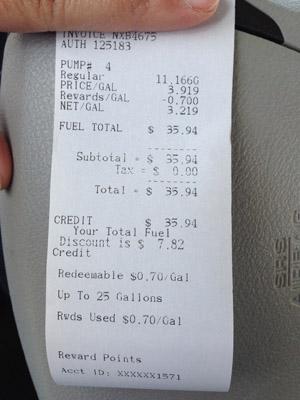 INVOICE NXB4675
AUTH 125183
PUMP# 4
Regular 11.166G
PRICE/GAL 3.919
Rewards/GAL -0.700
NET/GAL 3.219
FUEL TOTAL $ 35.94
Subtotal = $ 35.94
Tax = $ 0.00
Total = $ 35.94
CREDIT $ 35.94
Your Total Fuel
Discount is $ 7.82
Credit
Redeemable $0.70/Gal
Up To 25 Gallons
Rwds Used $0.70/Gal
Reward Points
Acct ID: XXXXXX1571
SRS